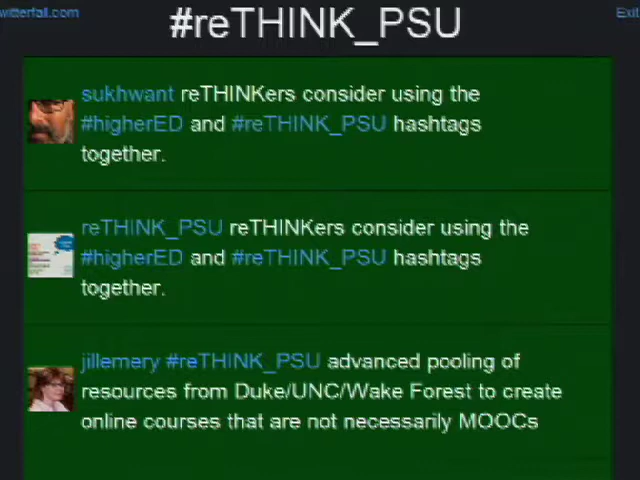 witterfall.com
#reTHINK_PSU
Exit
sukhwant reTHINKers consider using the
#higherED and #reTHINK_PSU hashtags
together.
reTHINK_PSU reTHINKers consider using the
#higherED and #reTHINK_PSU hashtags
together.
jillemery #reTHINK_PSU advanced pooling of
resources from Duke/UNC/Wake Forest to create
online courses that are not necessarily MOOCs